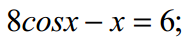 8cosx − x = 6;